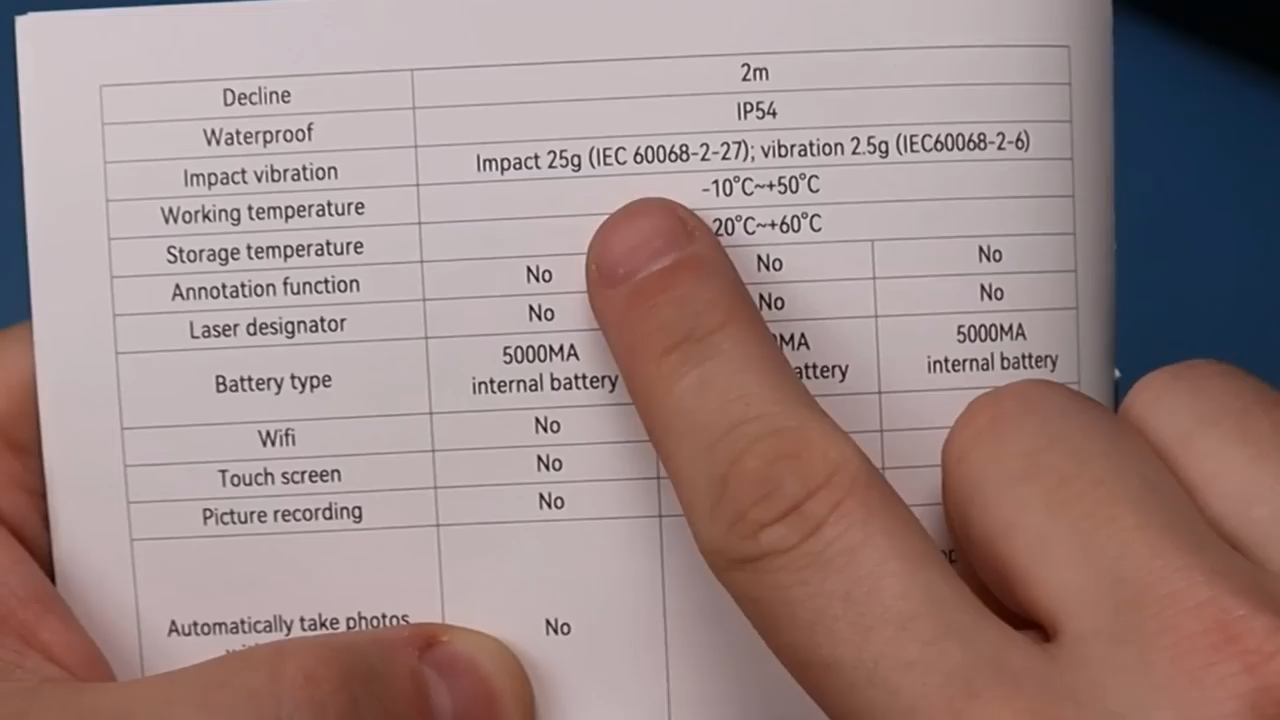 Decline 2m
Waterproof IP54
Impact vibration Impact 25g (IEC 60068-2-27); vibration 2.5g (IEC60068-2-6)
Working temperature -10°C~+50°C
Storage temperature 20°C~+60°C
Annotation function No No No
Laser designator No No No
Battery type 5000MA internal battery MA attery 5000MA internal battery
Wifi No
Touch screen No
Picture recording No
Automatically take photos No